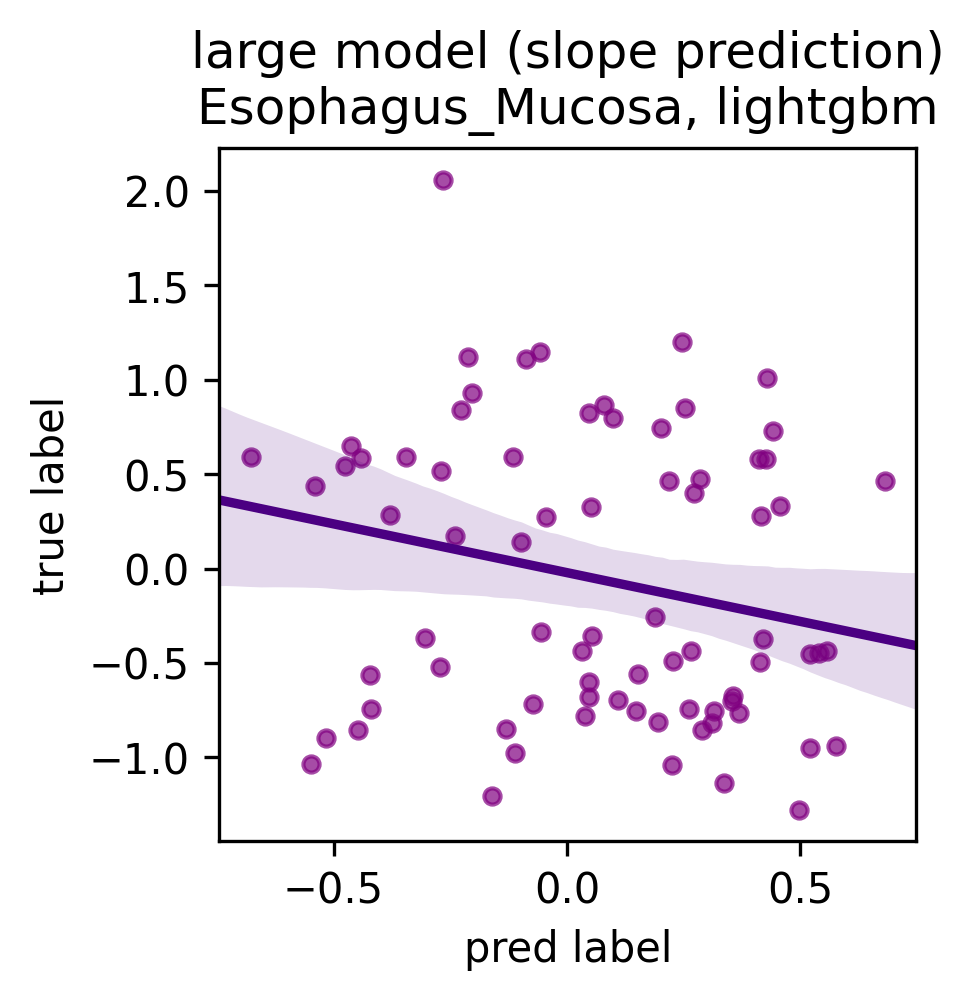 large model (slope prediction)
Esophagus_Mucosa, lightgbm
2.0
1.5
1.0
0.5
0.0
−0.5
−1.0
true label
−0.5 0.0 0.5
pred label